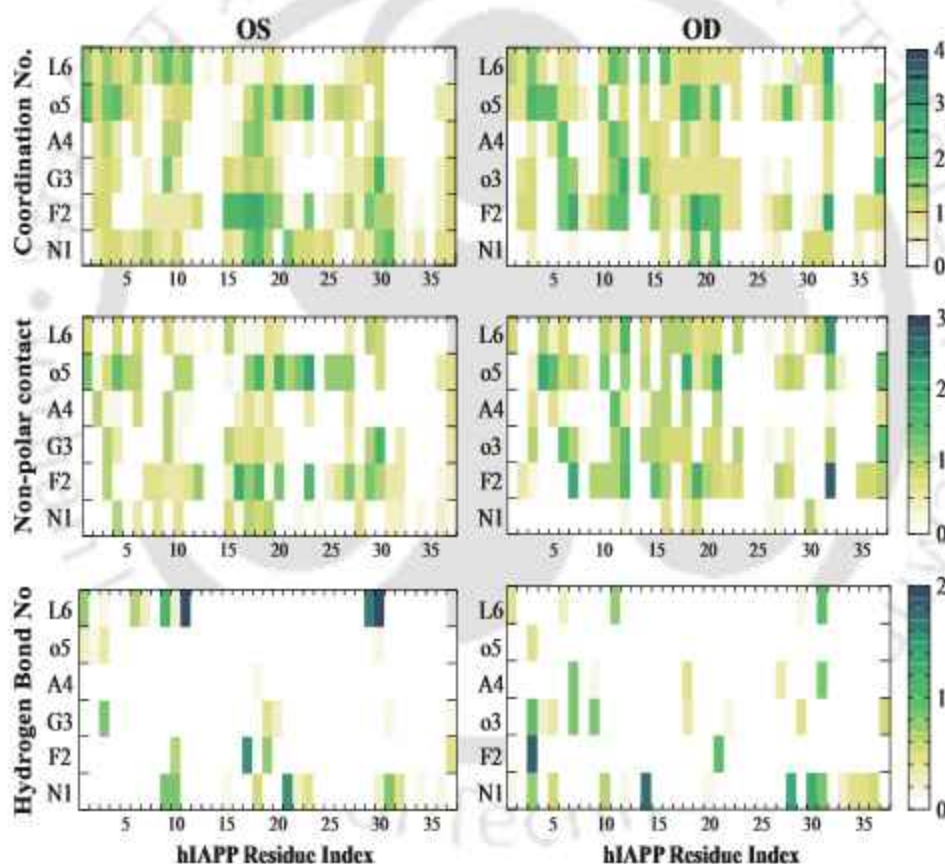 OS OD
Coordination No.
L6 L6 4
o5 o5 3
A4 A4
G3 o3 2
F2 F2 1
N1 N1 0
5 10 15 20 25 30 35 5 10 15 20 25 30 35
Non-polar contact
L6 L6 3
o5 o5
A4 A4 2
G3 o3 1
F2 F2
N1 N1 0
5 10 15 20 25 30 35 5 10 15 20 25 30 35
Hydrogen Bond No
L6 L6 2
o5 o5
A4 A4
G3 o3 1
F2 F2
N1 N1 0
5 10 15 20 25 30 35 5 10 15 20 25 30 35
hIAPP Residue Index hIAPP Residue Index